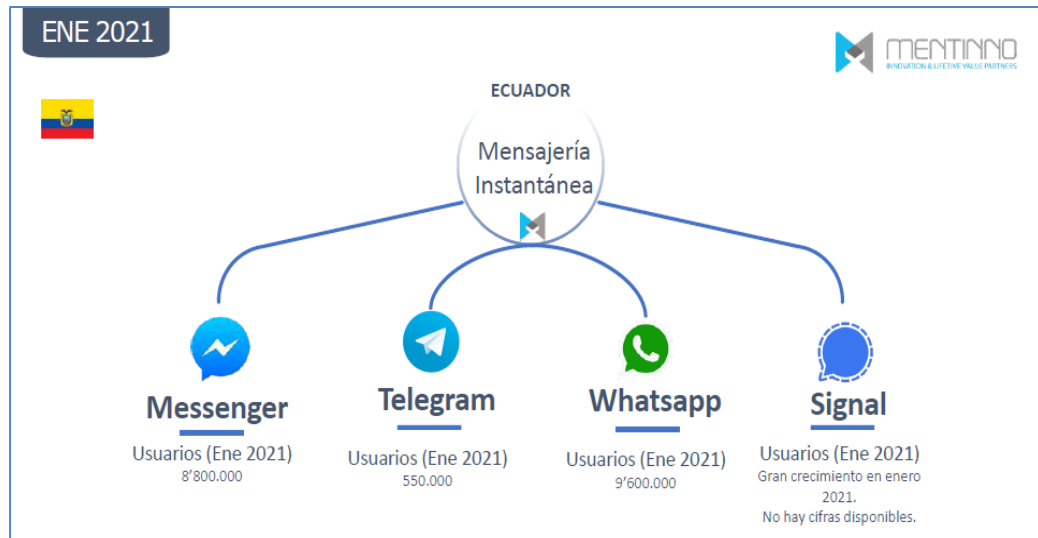 ENE 2021
MENTINNO
INNOVATION & LIFETIVE VALUE PARTNERS
ECUADOR
Mensajería
Instantánea
Messenger
Usuarios (Ene 2021)
8'800.000
Telegram
Usuarios (Ene 2021)
550.000
Whatsapp
Usuarios (Ene 2021)
9'600.000
Signal
Usuarios (Ene 2021)
Gran crecimiento en enero
2021.
No hay cifras disponibles.